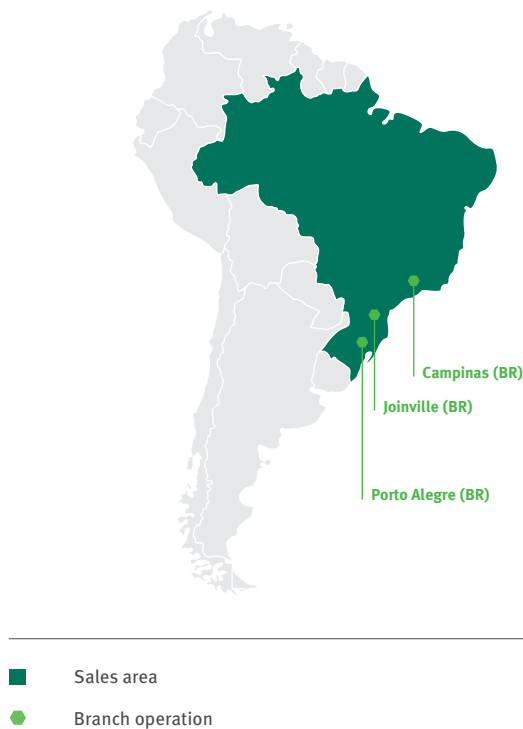 Campinas (BR)
Joinville (BR)
Porto Alegre (BR)
Sales area
Branch operation